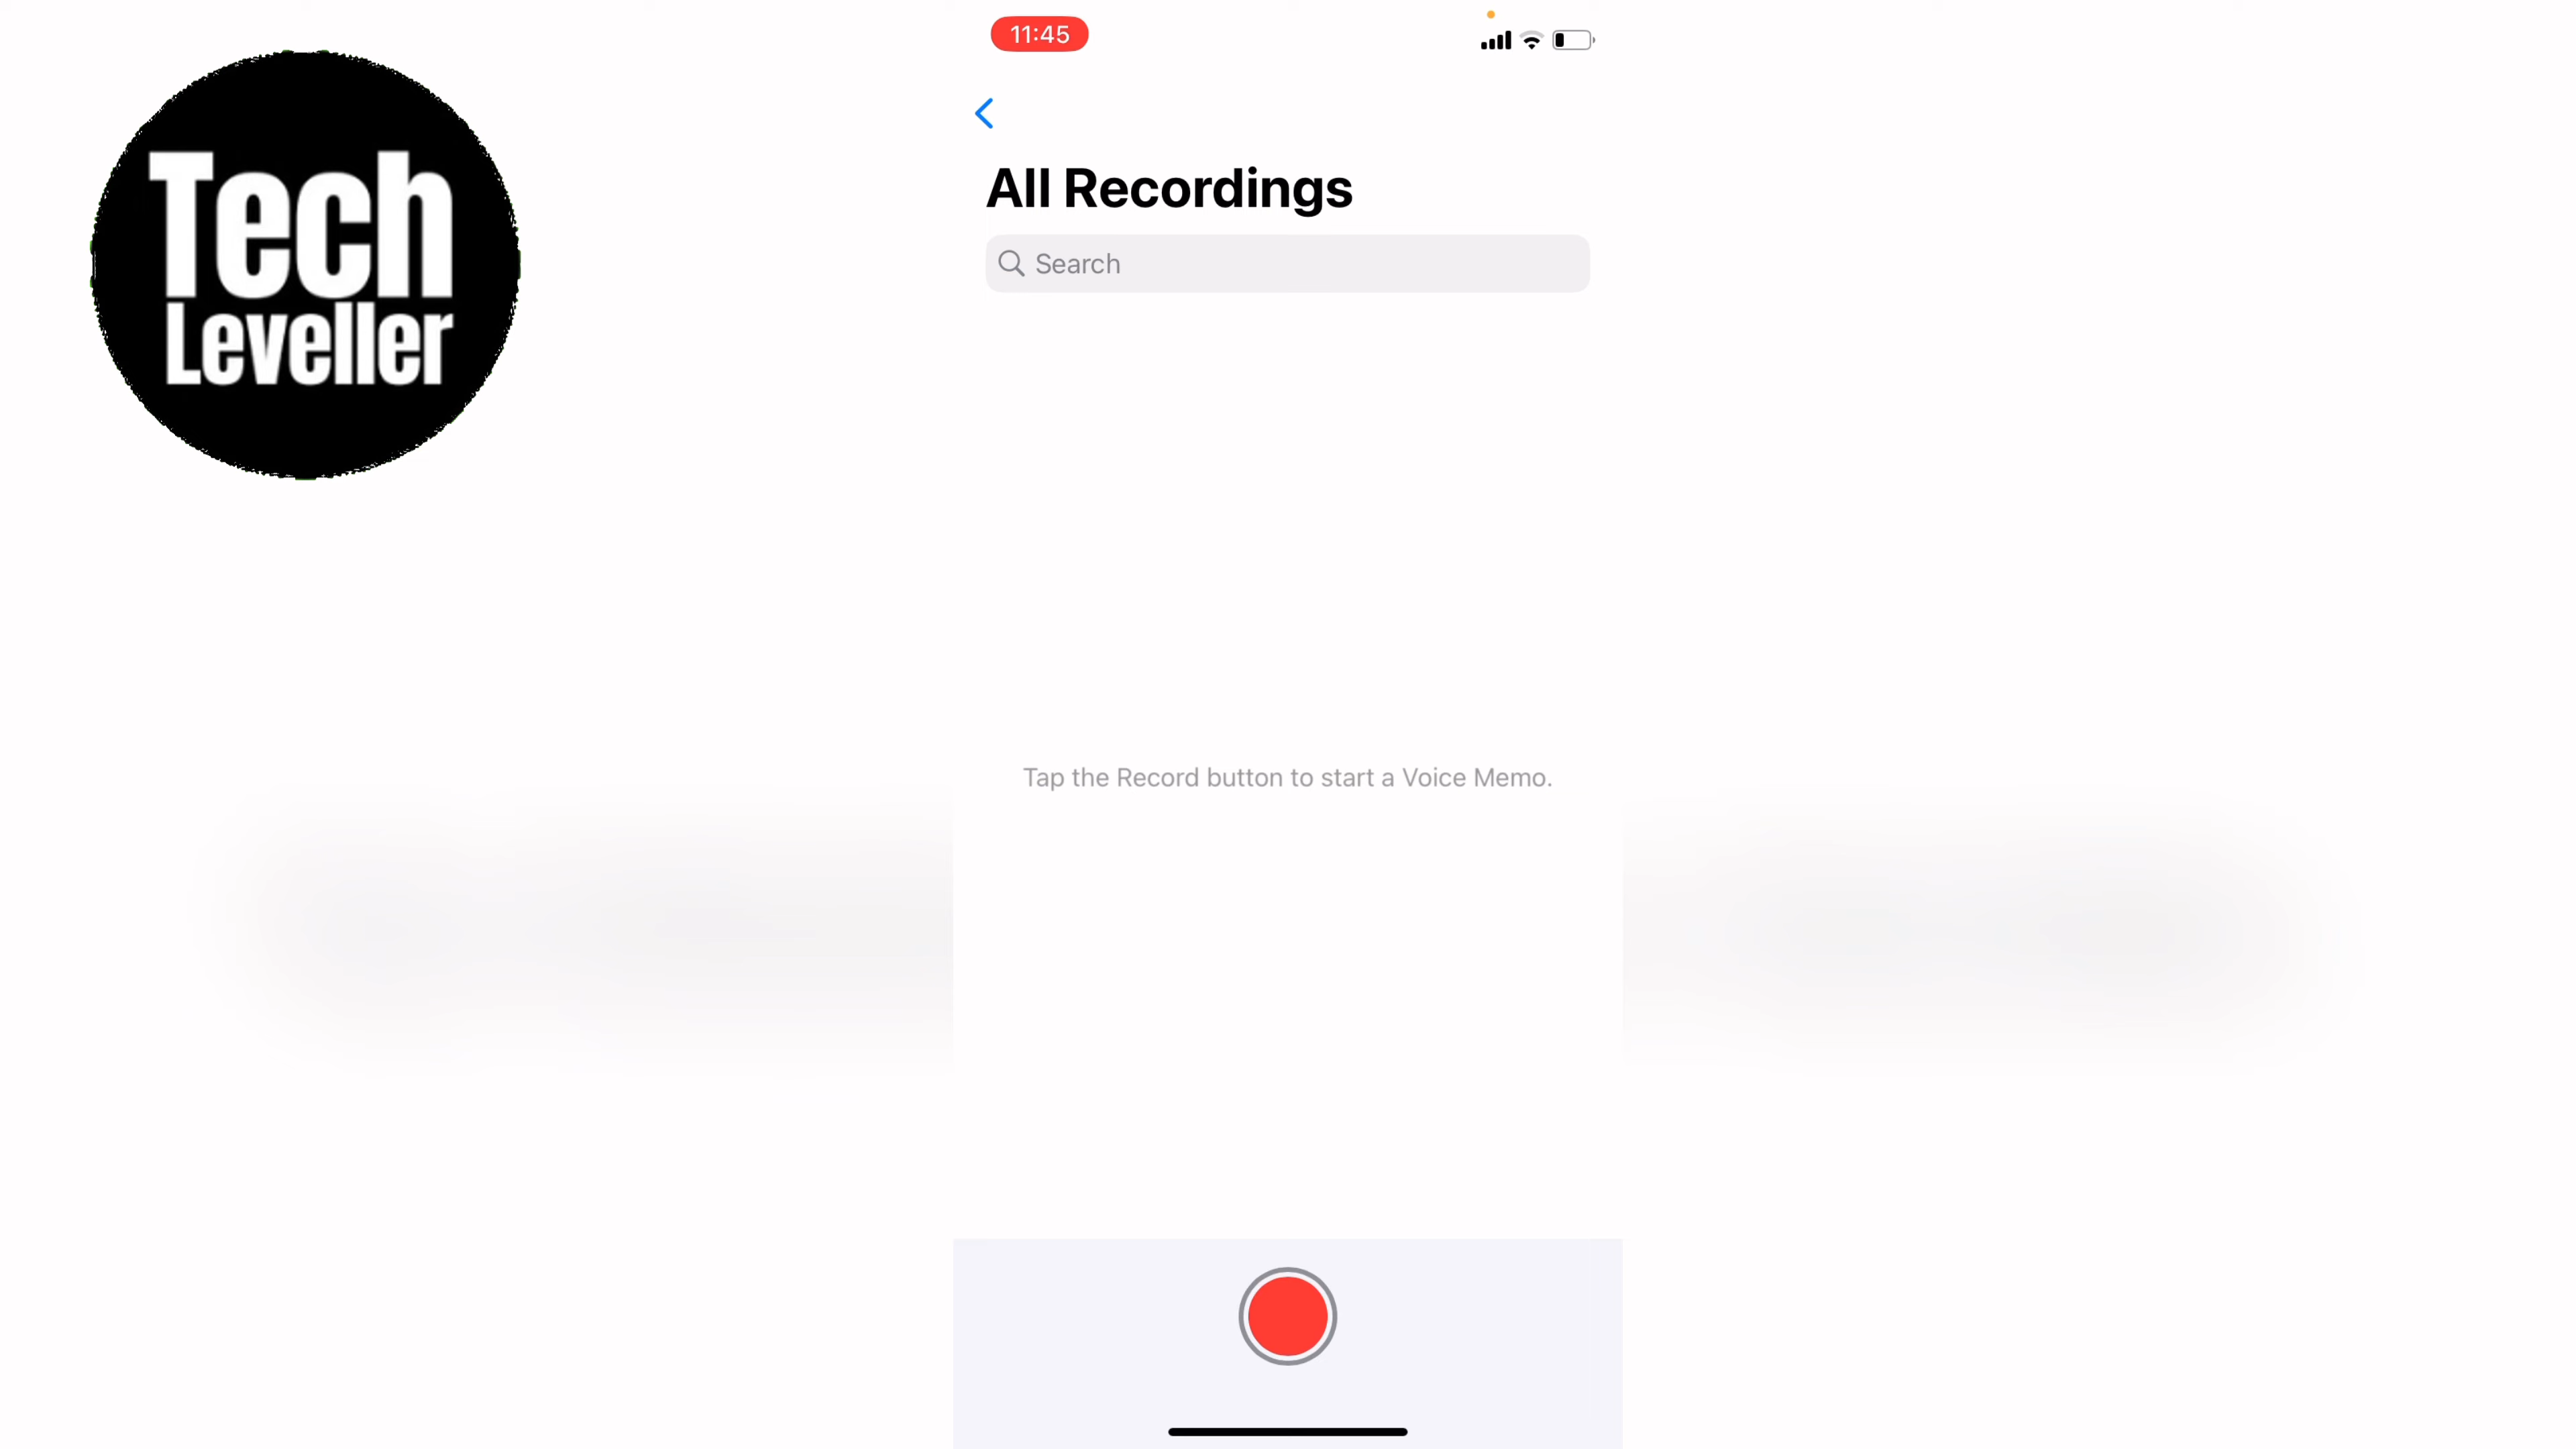 Tech
Leveller
11:45
All Recordings
Search
Tap the Record button to start a Voice Memo.